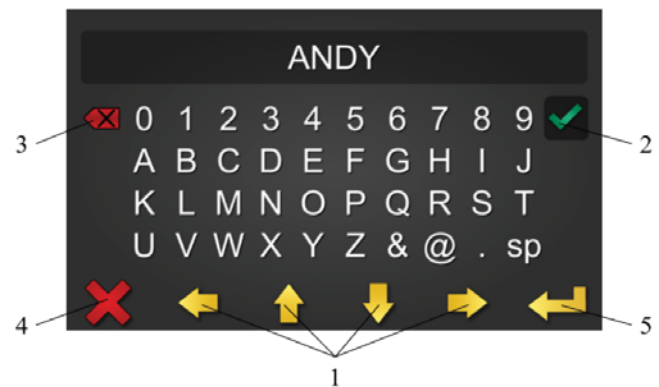 ANDY
3 0 1 2 3 4 5 6 7 8 9 2
A B C D E F G H I J
K L M N O P Q R S T
U V W X Y Z & @ . sp
4 5
1